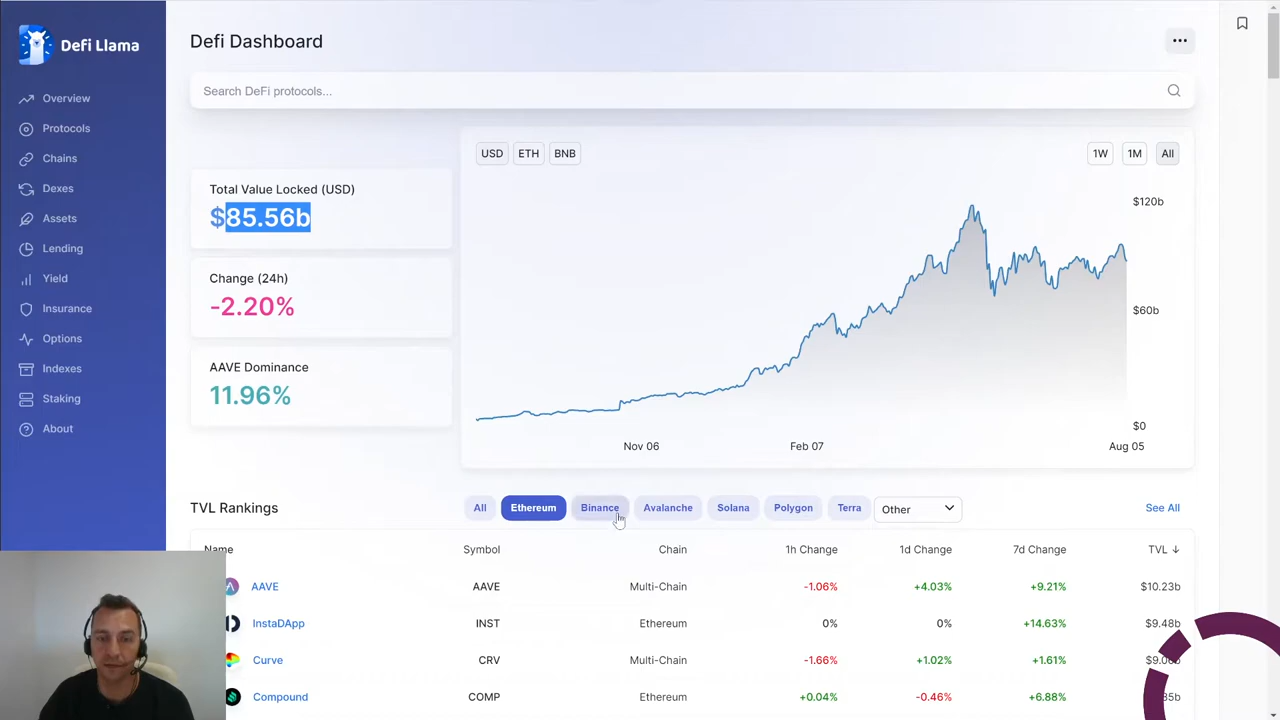 Defi Llama
Overview
Protocols
Chains
Dexes
Assets
Lending
Yield
Insurance
Options
Indexes
Staking
About
Defi Dashboard
Search DeFi protocols...
Total Value Locked (USD)
$85.56b
Change (24h)
-2.20%
AAVE Dominance
11.96%
USD ETH BNB
1W 1M All
$120b
$60b
$0
Nov 06 Feb 07 Aug 05
TVL Rankings
All Ethereum Binance Avalanche Solana Polygon Terra Other
See All
Name Symbol Chain 1h Change 1d Change 7d Change TVL ↓
AAVE AAVE Multi-Chain -1.06% +4.03% +9.21% $10.23b
InstaDApp INST Ethereum 0% 0% +14.63% $9.48b
Curve CRV Multi-Chain -1.66% +1.02% +1.61%
Compound COMP Ethereum +0.04% -0.46% +6.88%